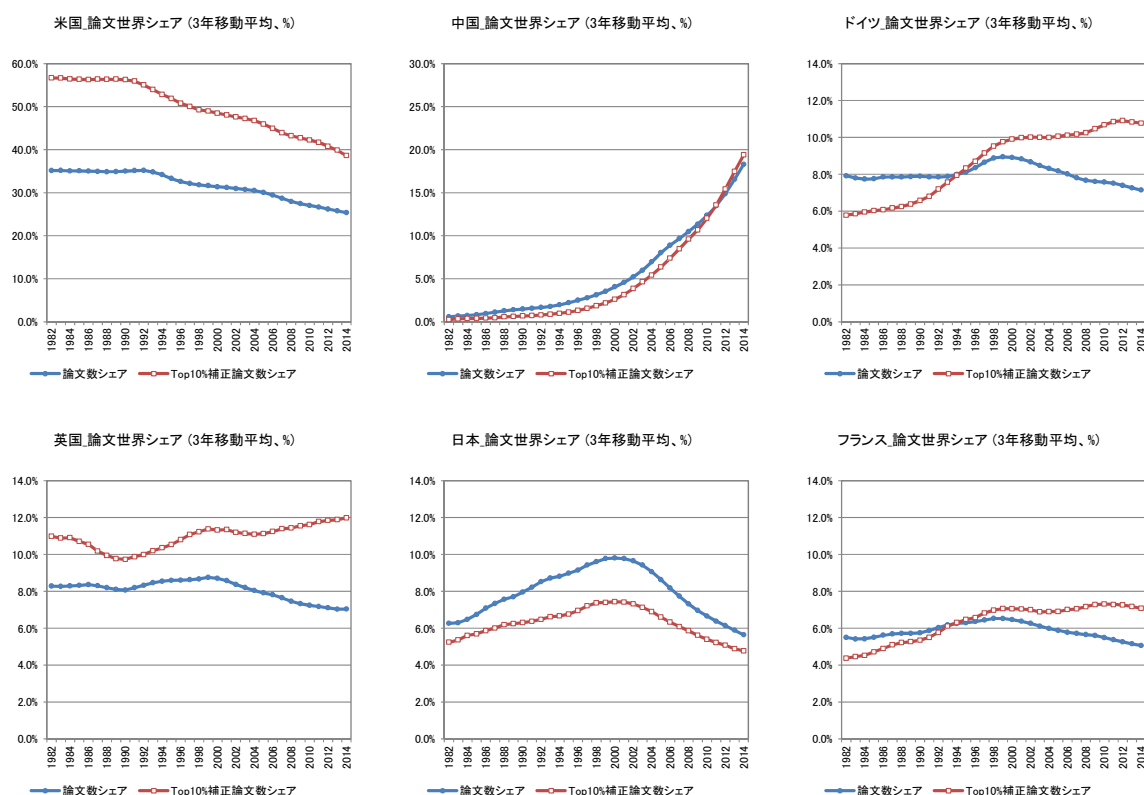 米国_論文世界シェア (3年移動平均、%)
60.0%
50.0%
40.0%
30.0%
20.0%
10.0%
0.0%
1982 1984 1986 1988 1990 1992 1994 1996 1998 2000 2002 2004 2006 2008 2010 2012 2014
論文数シェア Top10%補正論文数シェア
中国_論文世界シェア (3年移動平均、%)
30.0%
25.0%
20.0%
15.0%
10.0%
5.0%
0.0%
1982 1984 1986 1988 1990 1992 1994 1996 1998 2000 2002 2004 2006 2008 2010 2012 2014
論文数シェア Top10%補正論文数シェア
ドイツ_論文世界シェア (3年移動平均、%)
14.0%
12.0%
10.0%
8.0%
6.0%
4.0%
2.0%
0.0%
1982 1984 1986 1988 1990 1992 1994 1996 1998 2000 2002 2004 2006 2008 2010 2012 2014
論文数シェア Top10%補正論文数シェア
英国_論文世界シェア (3年移動平均、%)
14.0%
12.0%
10.0%
8.0%
6.0%
4.0%
2.0%
0.0%
1982 1984 1986 1988 1990 1992 1994 1996 1998 2000 2002 2004 2006 2008 2010 2012 2014
論文数シェア Top10%補正論文数シェア
日本_論文世界シェア (3年移動平均、%)
14.0%
12.0%
10.0%
8.0%
6.0%
4.0%
2.0%
0.0%
1982 1984 1986 1988 1990 1992 1994 1996 1998 2000 2002 2004 2006 2008 2010 2012 2014
論文数シェア Top10%補正論文数シェア
フランス_論文世界シェア (3年移動平均、%)
14.0%
12.0%
10.0%
8.0%
6.0%
4.0%
2.0%
0.0%
1982 1984 1986 1988 1990 1992 1994 1996 1998 2000 2002 2004 2006 2008 2010 2012 2014
論文数シェア Top10%補正論文数シェア